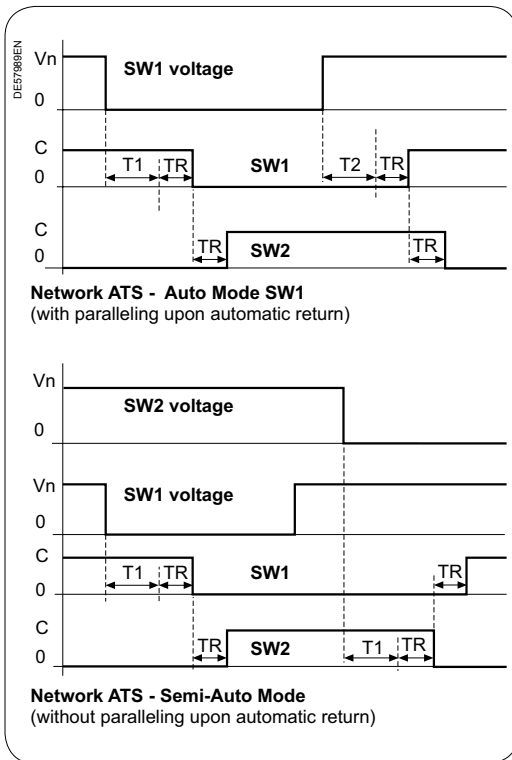 DE57989EN
Vn
SW1 voltage
0
C
T1 TR SW1 T2 TR
0
C
TR SW2 TR
0
Network ATS - Auto Mode SW1
(with paralleling upon automatic return)
Vn
SW2 voltage
0
Vn
SW1 voltage
0
C
T1 TR SW1 TR
0
C
TR SW2 T1 TR
0
Network ATS - Semi-Auto Mode
(without paralleling upon automatic return)